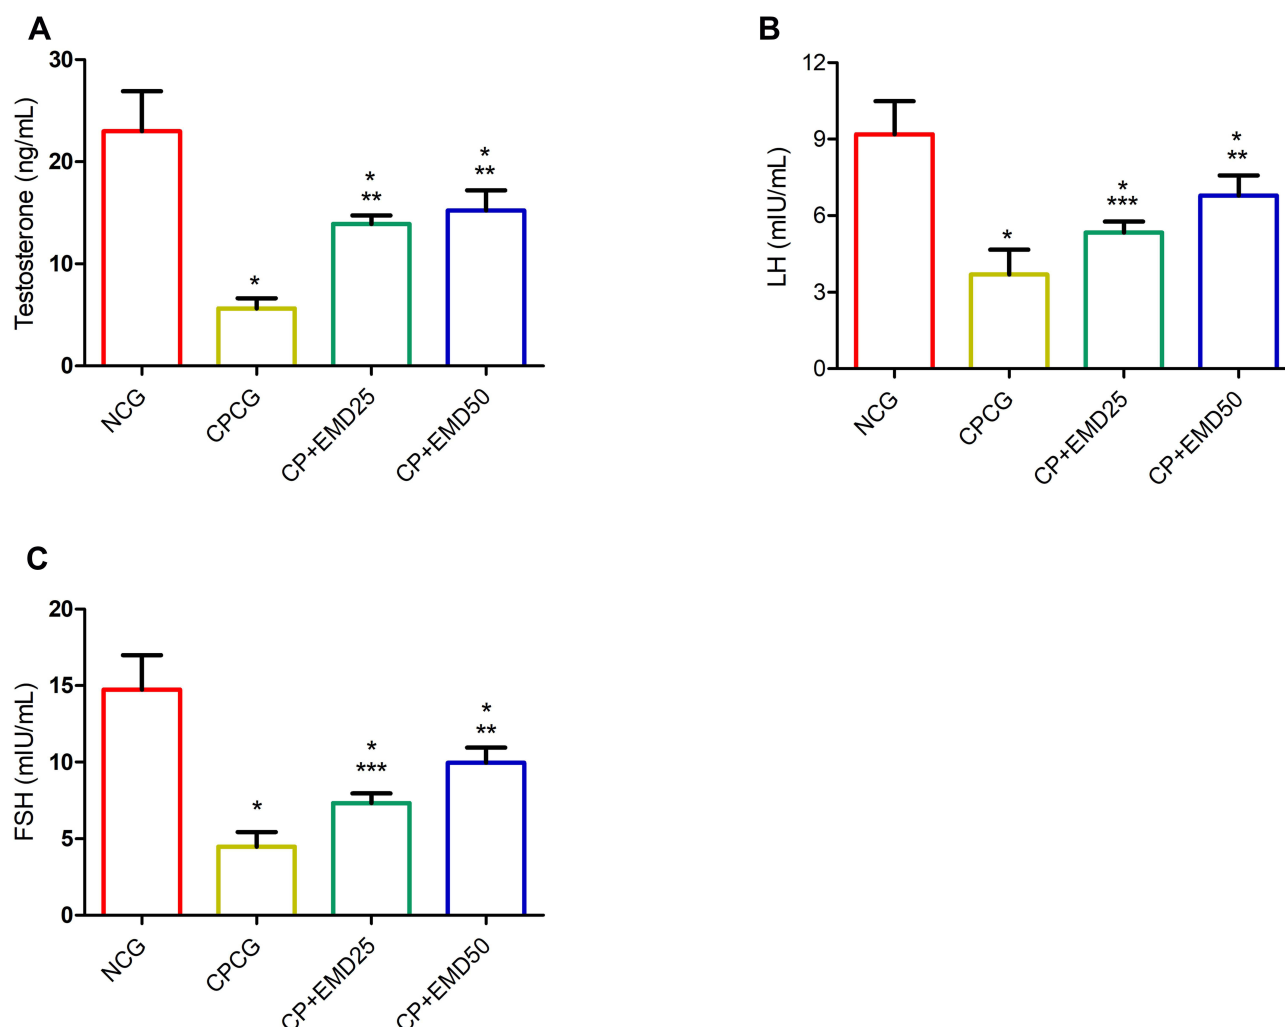 A
Testosterone (ng/mL)
30
20
10
0
*
*
**
*
**
NCG
CPCG
CP+EMD25
CP+EMD50
B
LH (mIU/mL)
12
9
6
3
0
*
*
***
*
**
NCG
CPCG
CP+EMD25
CP+EMD50
C
FSH (mIU/mL)
20
15
10
5
0
*
*
***
*
**
NCG
CPCG
CP+EMD25
CP+EMD50